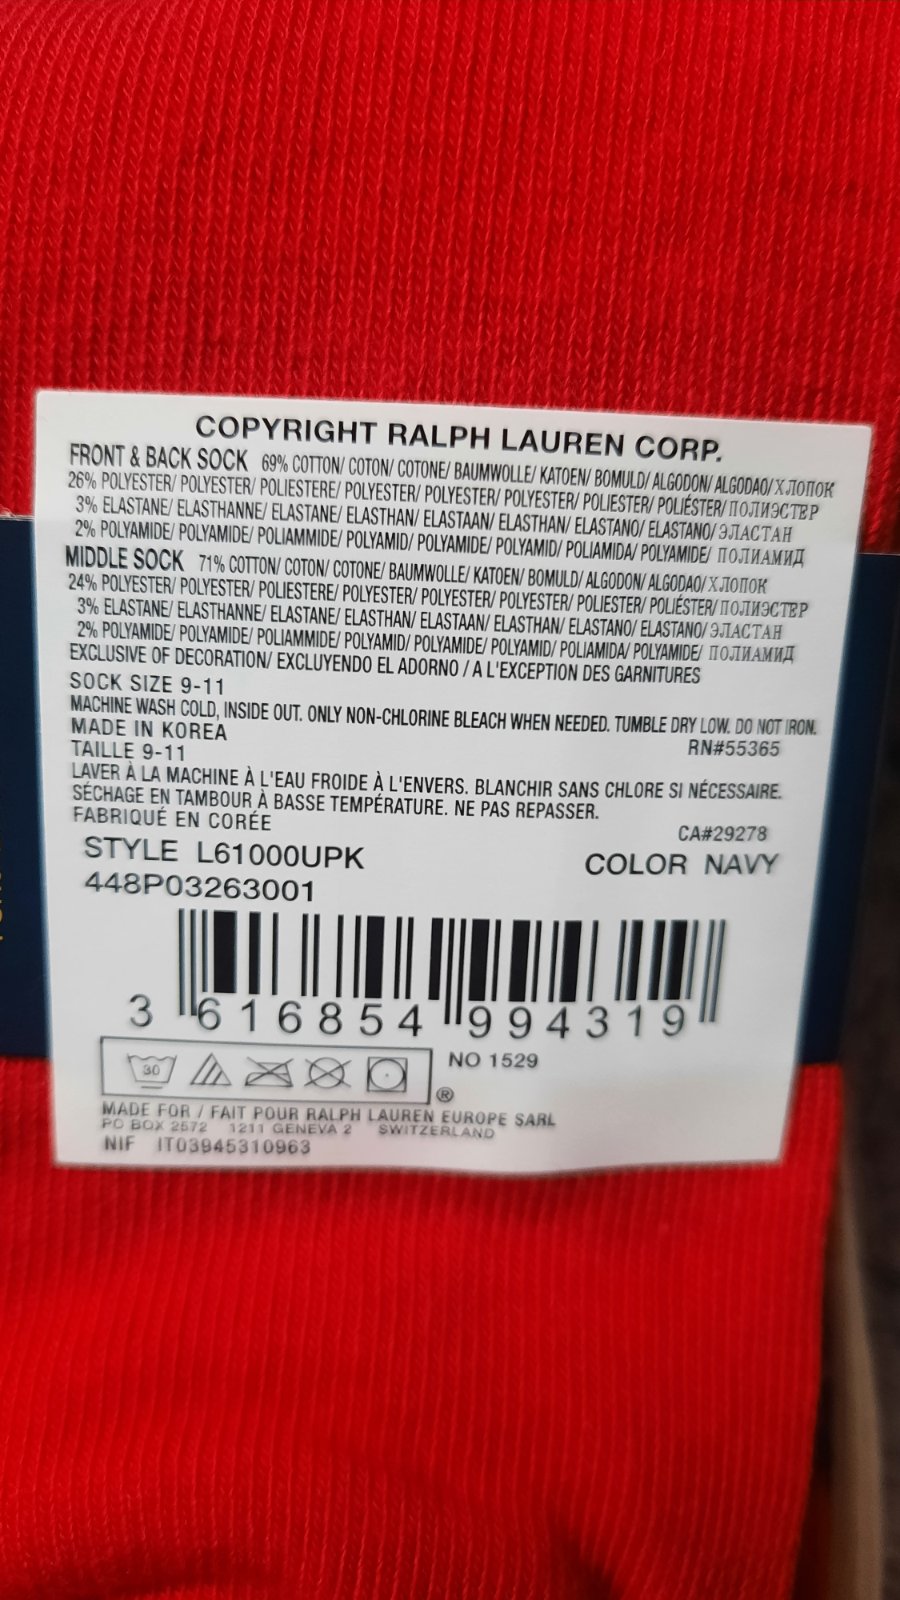 COPYRIGHT RALPH LAUREN CORP.
FRONT & BACK SOCK 69% COTTON/ COTON/ COTONE/ BAUMWOLLE/ KATOEN/ BOMULD/ ALGODON/ ALGODAO/ ХЛОПОК
26% POLYESTER/ POLYESTER/ POLIESTERE/ POLYESTER/ POLYESTER/ POLYESTER/ POLIESTER/ POLIÉSTER/ ПОЛИЭСТЕР
3% ELASTANE/ ELASTHANNE/ ELASTANE/ ELASTHAN/ ELASTAAN/ ELASTHAN/ ELASTANO/ ELASTANO/ ЭЛАСТАН
2% POLYAMIDE/ POLYAMIDE/ POLIAMMIDE/ POLYAMID/ POLYAMIDE/ POLYAMID/ POLIAMIDA/ POLYAMIDE/ ПОЛИАМИД
MIDDLE SOCK 71% COTTON/ COTON/ COTONE/ BAUMWOLLE/ KATOEN/ BOMULD/ ALGODON/ ALGODAO/ ХЛОПОК
24% POLYESTER/ POLYESTER/ POLIESTERE/ POLYESTER/ POLYESTER/ POLYESTER/ POLIESTER/ POLIÉSTER/ ПОЛИЭСТЕР
3% ELASTANE/ ELASTHANNE/ ELASTANE/ ELASTHAN/ ELASTAAN/ ELASTHAN/ ELASTANO/ ELASTANO/ ЭЛАСТАН
2% POLYAMIDE/ POLYAMIDE/ POLIAMMIDE/ POLYAMID/ POLYAMIDE/ POLYAMID/ POLIAMIDA/ POLYAMIDE/ ПОЛИАМИД
EXCLUSIVE OF DECORATION/ EXCLUYENDO EL ADORNO / A L'EXCEPTION DES GARNITURES
SOCK SIZE 9-11
MACHINE WASH COLD, INSIDE OUT. ONLY NON-CHLORINE BLEACH WHEN NEEDED. TUMBLE DRY LOW. DO NOT IRON.
MADE IN KOREA RN#55365
TAILLE 9-11
LAVER À LA MACHINE À L'EAU FROIDE À L'ENVERS. BLANCHIR SANS CHLORE SI NÉCESSAIRE.
SÉCHAGE EN TAMBOUR À BASSE TEMPÉRATURE. NE PAS REPASSER.
FABRIQUÉ EN CORÉE CA#29278
STYLE L61000UPK COLOR NAVY
448P03263001
3 616854 994319
30 NO 1529
®
MADE FOR / FAIT POUR RALPH LAUREN EUROPE SARL
PO BOX 2572 1211 GENEVA 2 SWITZERLAND
NIF IT03945310963